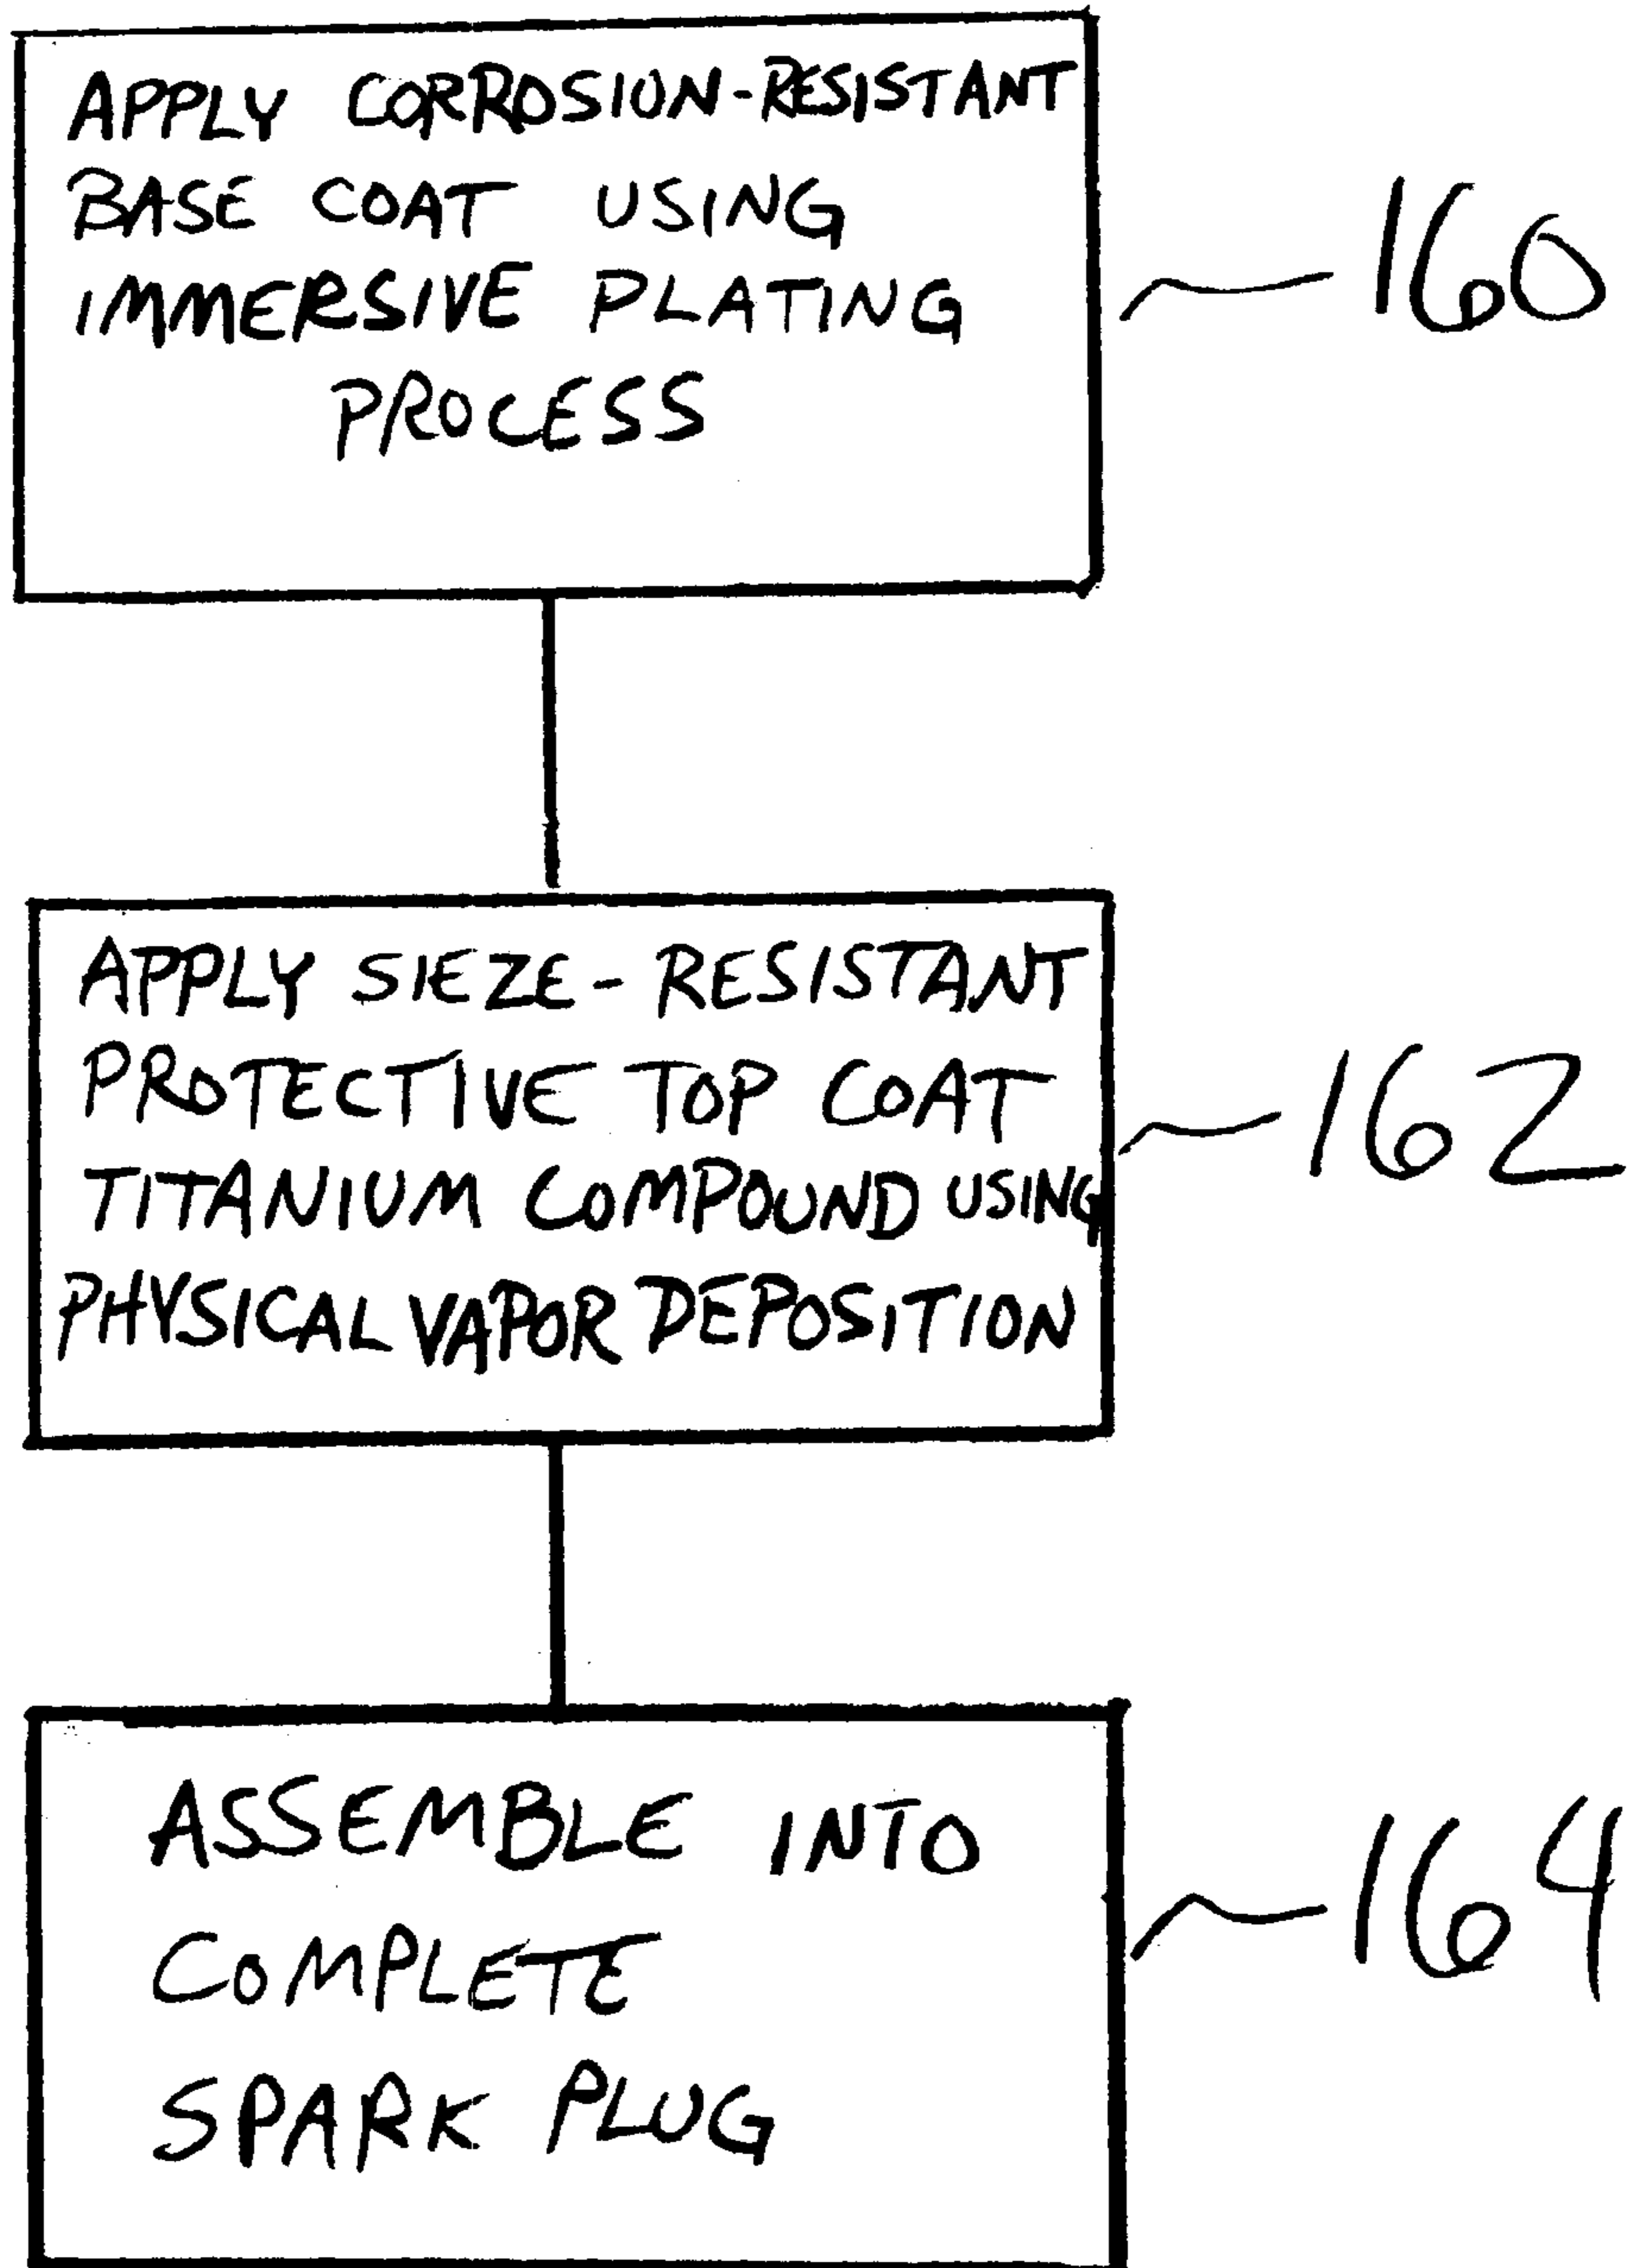 APPLY CORROSION-RESISTANT
BASE COAT USING
IMMERSIVE PLATING
PROCESS
160
APPLY SIEZE-RESISTANT
PROTECTIVE TOP COAT
TITANIUM COMPOUND USING
PHYSICAL VAPOR DEPOSITION
162
ASSEMBLE INTO
COMPLETE
SPARK PLUG
164